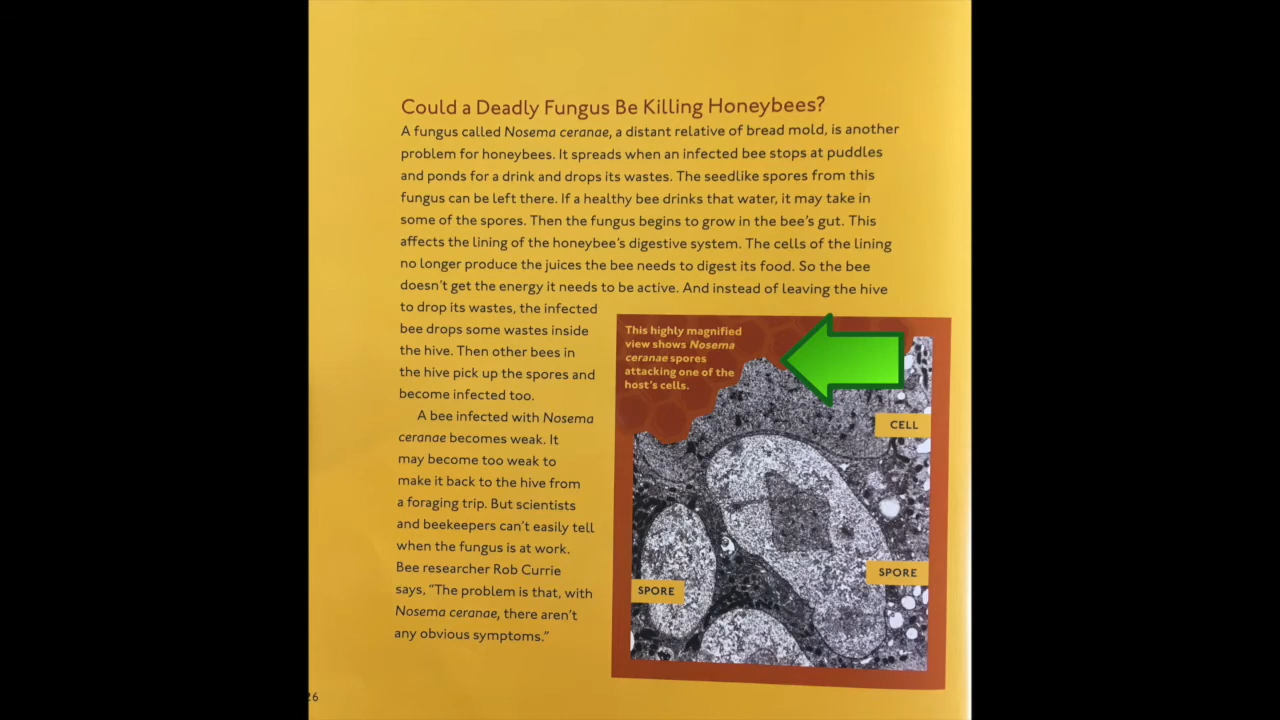 Could a Deadly Fungus Be Killing Honeybees?
A fungus called Nosema ceranae, a distant relative of bread mold, is another
problem for honeybees. It spreads when an infected bee stops at puddles
and ponds for a drink and drops its wastes. The seedlike spores from this
fungus can be left there. If a healthy bee drinks that water, it may take in
some of the spores. Then the fungus begins to grow in the bee's gut. This
affects the lining of the honeybee's digestive system. The cells of the lining
no longer produce the juices the bee needs to digest its food. So the bee
doesn't get the energy it needs to be active. And instead of leaving the hive
to drop its wastes, the infected
bee drops some wastes inside
the hive. Then other bees in
the hive pick up the spores and
become infected too.
A bee infected with Nosema
ceranae becomes weak. It
may become too weak to
make it back to the hive from
a foraging trip. But scientists
and beekeepers can't easily tell
when the fungus is at work.
Bee researcher Rob Currie
says, "The problem is that, with
Nosema ceranae, there aren't
any obvious symptoms."
This highly magnified
view shows Nosema
ceranae spores
attacking one of the
host's cells.
CELL
SPORE
SPORE
26